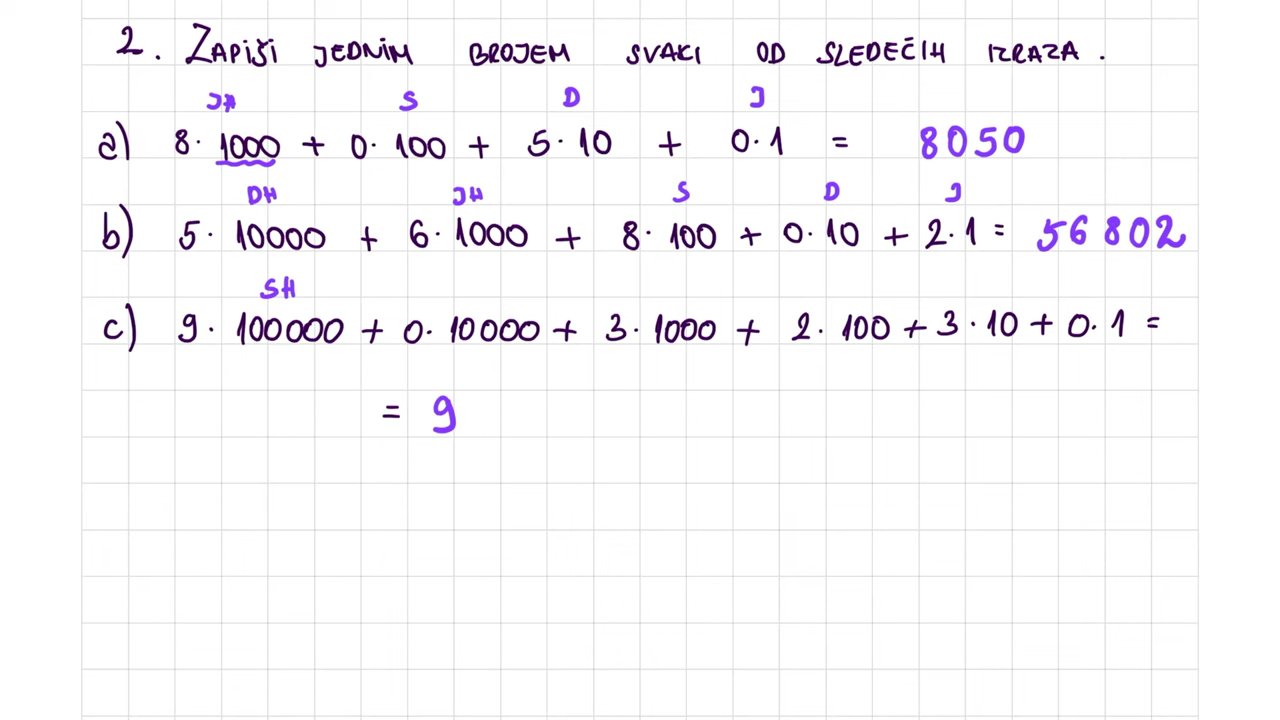 2. ZAPIŠI JEDNIM BROJEM SVAKI OD SLEDEĆIH IZRAZA.
JH S D J
a) 8·1000 + 0·100 + 5·10 + 0·1 = 8050
DH JH S D J
b) 5·10000 + 6·1000 + 8·100 + 0·10 + 2·1 = 56802
SH
c) 9·100000 + 0·10000 + 3·1000 + 2·100 + 3·10 + 0·1 =
= 9